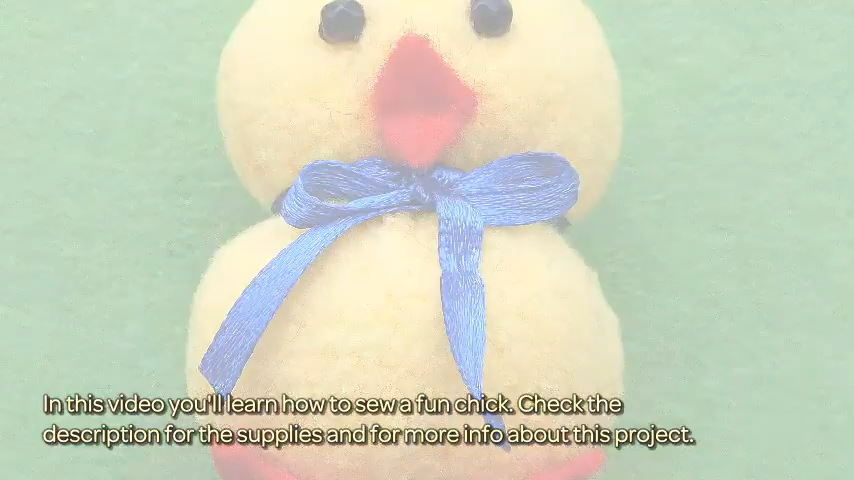 In this video you'll learn how to sew a fun chick. Check the
description for the supplies and for more info about this project.